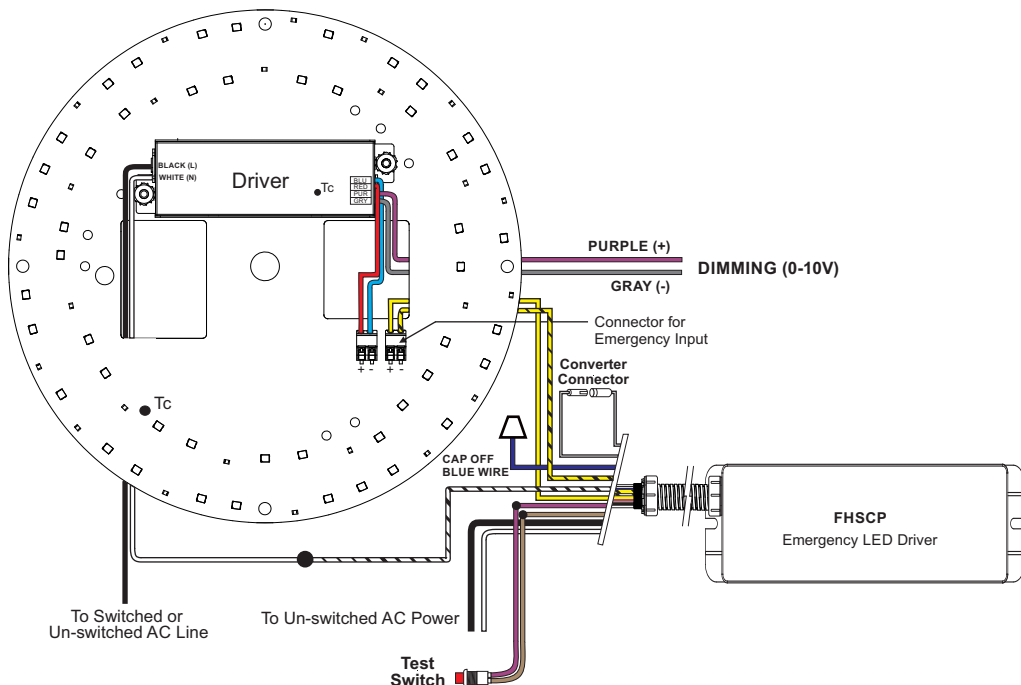 BLACK (L)
WHITE (N)
Driver
Tc
BLU
RED
PUR
GRY
PURPLE (+)
DIMMING (0-10V)
GRAY (-)
Connector for
Emergency Input
+ -
+ -
Converter
Connector
Tc
CAP OFF
BLUE WIRE
FHSCP
Emergency LED Driver
To Switched or
Un-switched AC Line
To Un-switched AC Power
Test
Switch